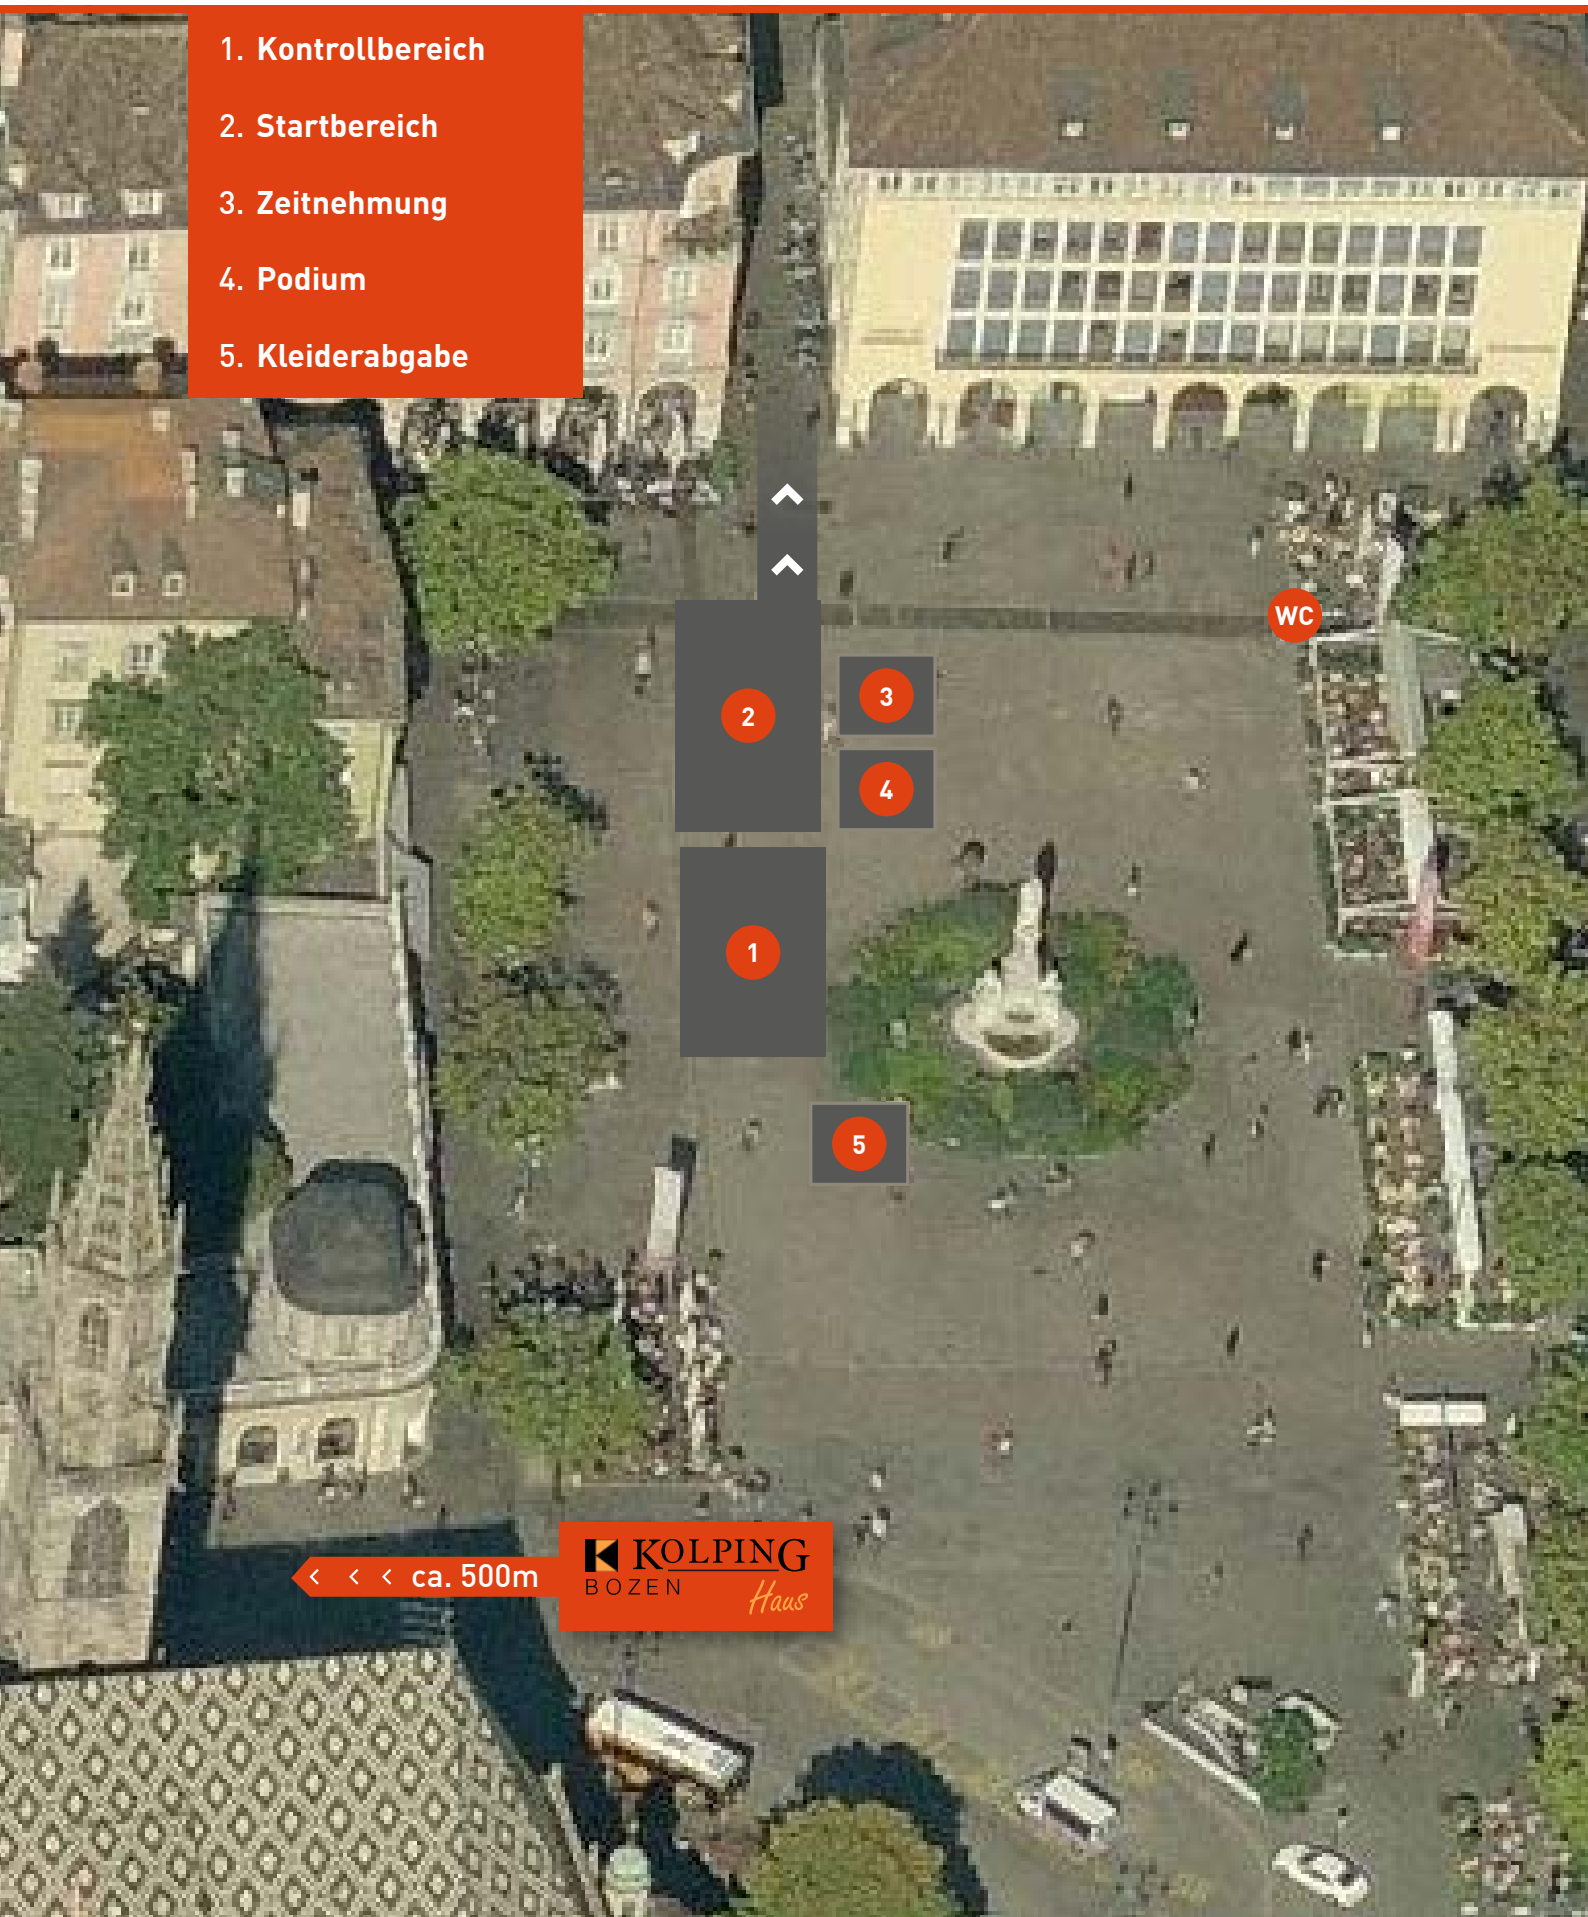 1. Kontrollbereich
2. Startbereich
3. Zeitnehmung
4. Podium
5. Kleiderabgabe
WC
2
3
4
1
5
ca. 500m
KOLPING
BOZEN
Haus